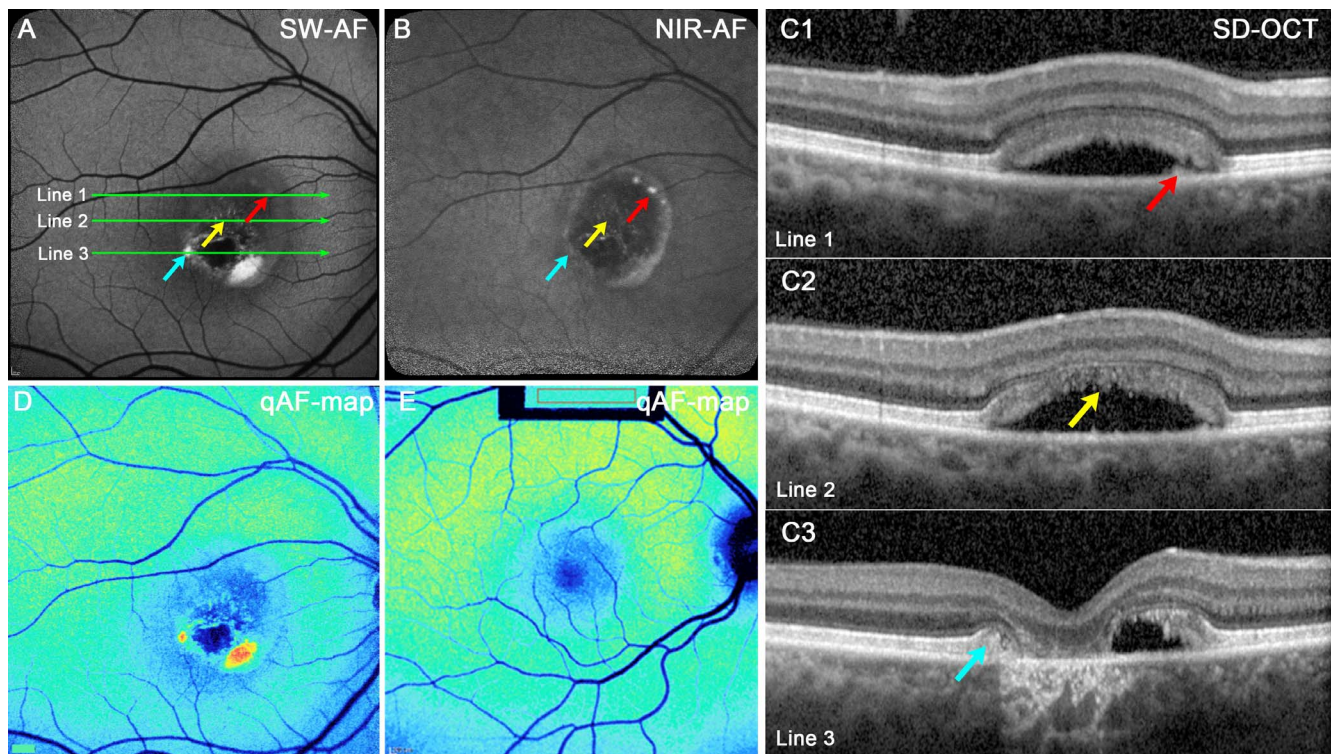 A SW-AF
Line 1
Line 2
Line 3
B NIR-AF
C1 SD-OCT
Line 1
C2
Line 2
C3
Line 3
D qAF-map
E qAF-map